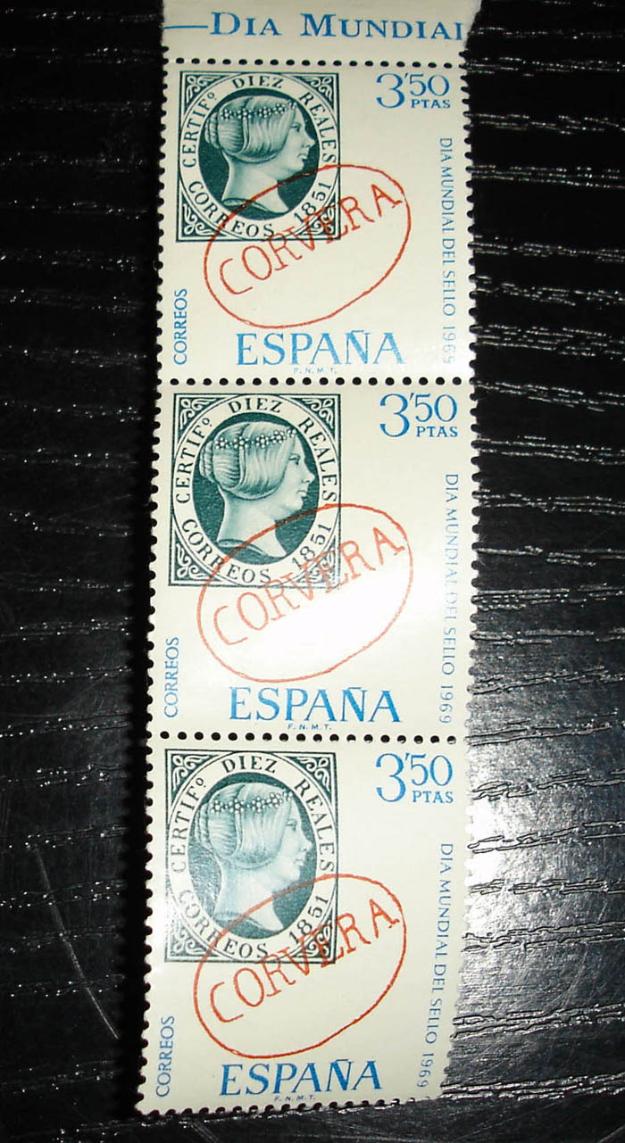 —DIA MUNDIAL
CERTIFº DIEZ REALES
CORREOS 1851
3'50
PTAS
DIA MUNDIAL DEL SELLO 1969
CORVERA
CORREOS
ESPAÑA
F.N.M.T.
CERTIFº DIEZ REALES
CORREOS 1851
3'50
PTAS
DIA MUNDIAL DEL SELLO 1969
CORVERA
CORREOS
ESPAÑA
F.N.M.T.
CERTIFº DIEZ REALES
CORREOS 1851
3'50
PTAS
DIA MUNDIAL DEL SELLO 1969
CORVERA
CORREOS
ESPAÑA
F.N.M.T.